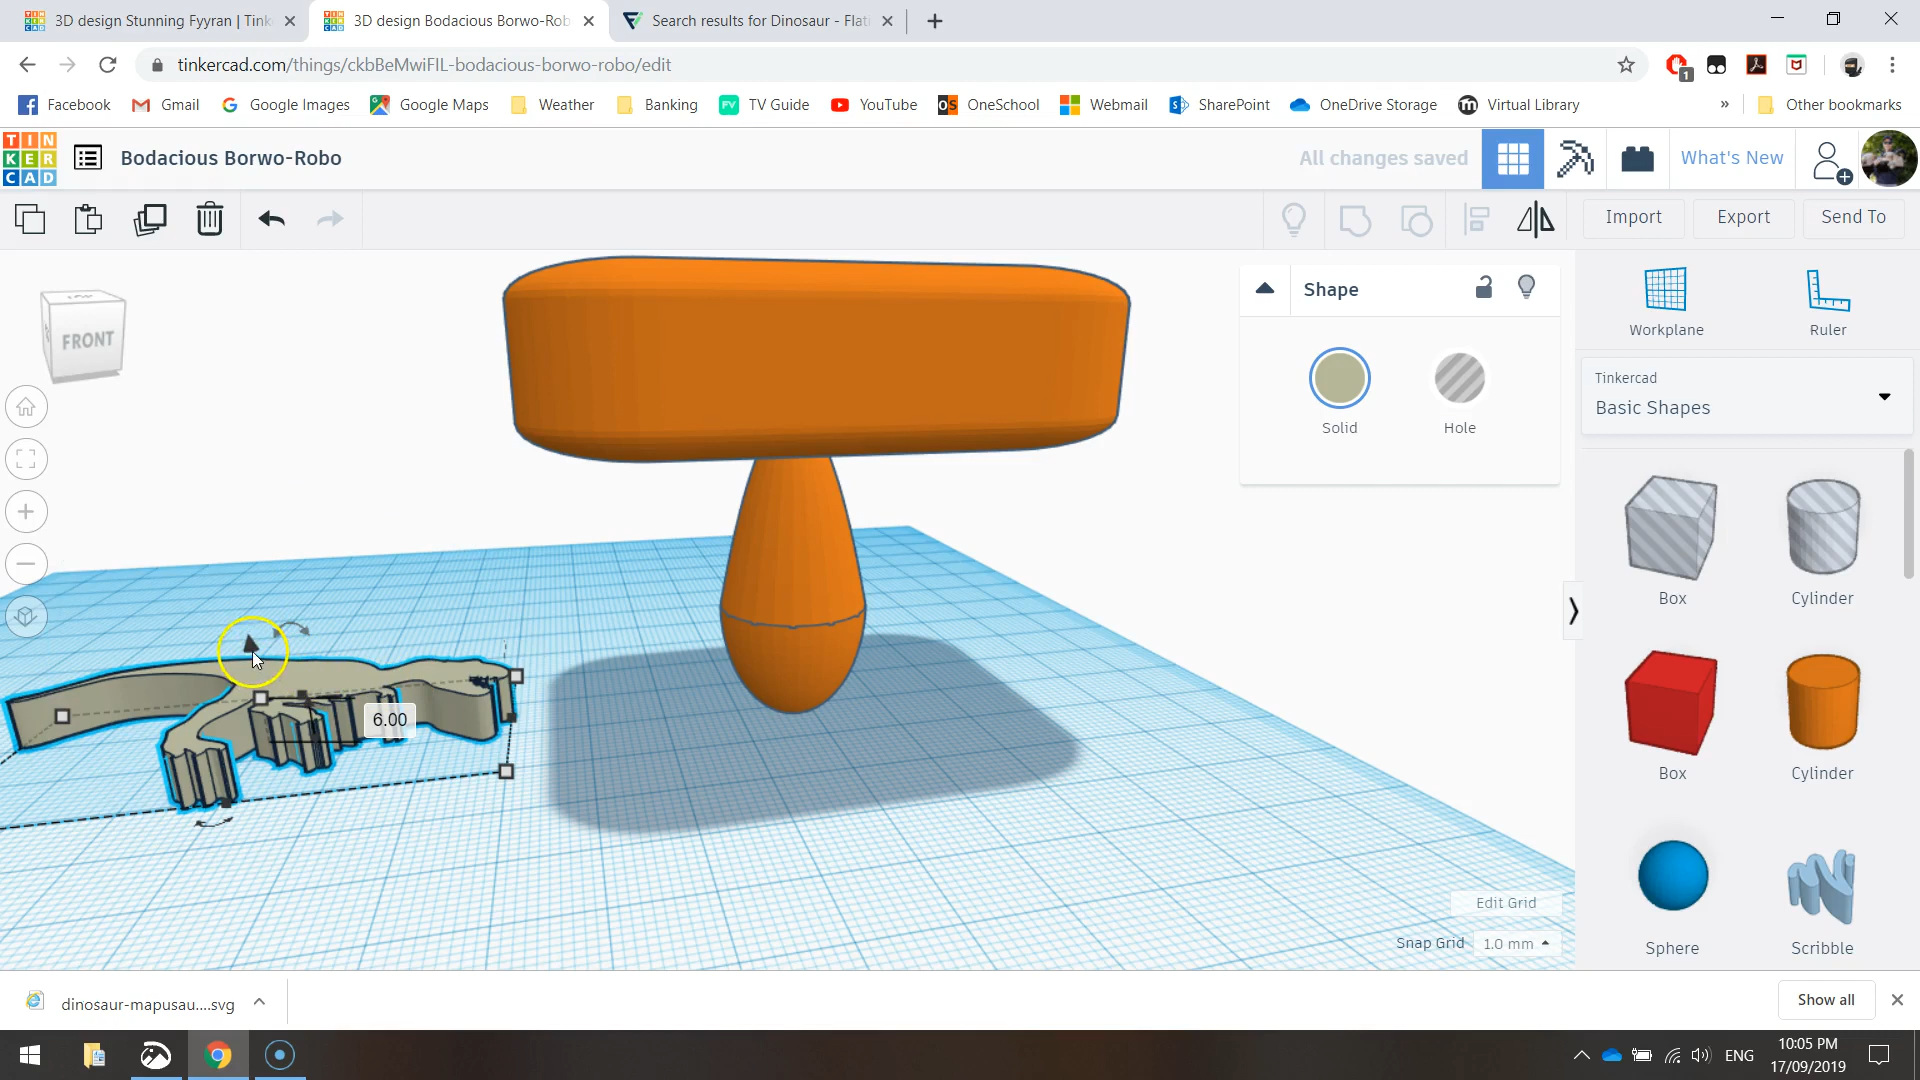 3D design Stunning Fyyran | Tink
3D design Bodacious Borwo-Rob
Search results for Dinosaur - Flat
tinkercad.com/things/ckbBeMwiFIL-bodacious-borwo-robo/edit
1
Facebook
Gmail
Google Images
Google Maps
Weather
Banking
TV Guide
YouTube
OneSchool
Webmail
SharePoint
OneDrive Storage
Virtual Library
»
Other bookmarks
TIN
KER
CAD
Bodacious Borwo-Robo
All changes saved
What's New
Import
Export
Send To
FRONT
Shape
Solid
Hole
Workplane
Ruler
Tinkercad
Basic Shapes
Box
Cylinder
Box
Cylinder
Sphere
Scribble
6.00
Edit Grid
Snap Grid
1.0 mm
dinosaur-mapusau....svg
Show all
ENG
10:05 PM
17/09/2019